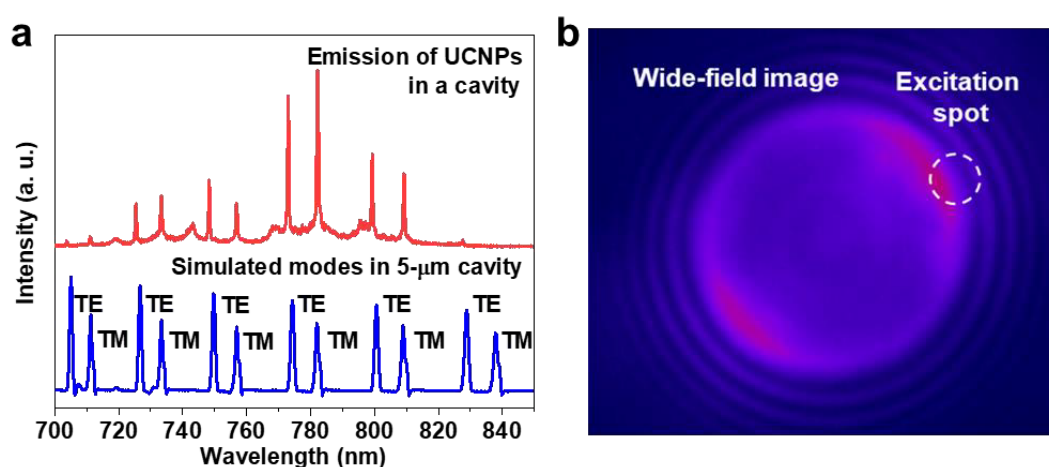 a
Emission of UCNPs
in a cavity
Simulated modes in 5-μm cavity
TE
TM
TE
TM
TE
TM
TE
TM
TE
TM
TE
TM
Intensity (a. u.)
700 720 740 760 780 800 820 840
Wavelength (nm)
b
Wide-field image
Excitation
spot